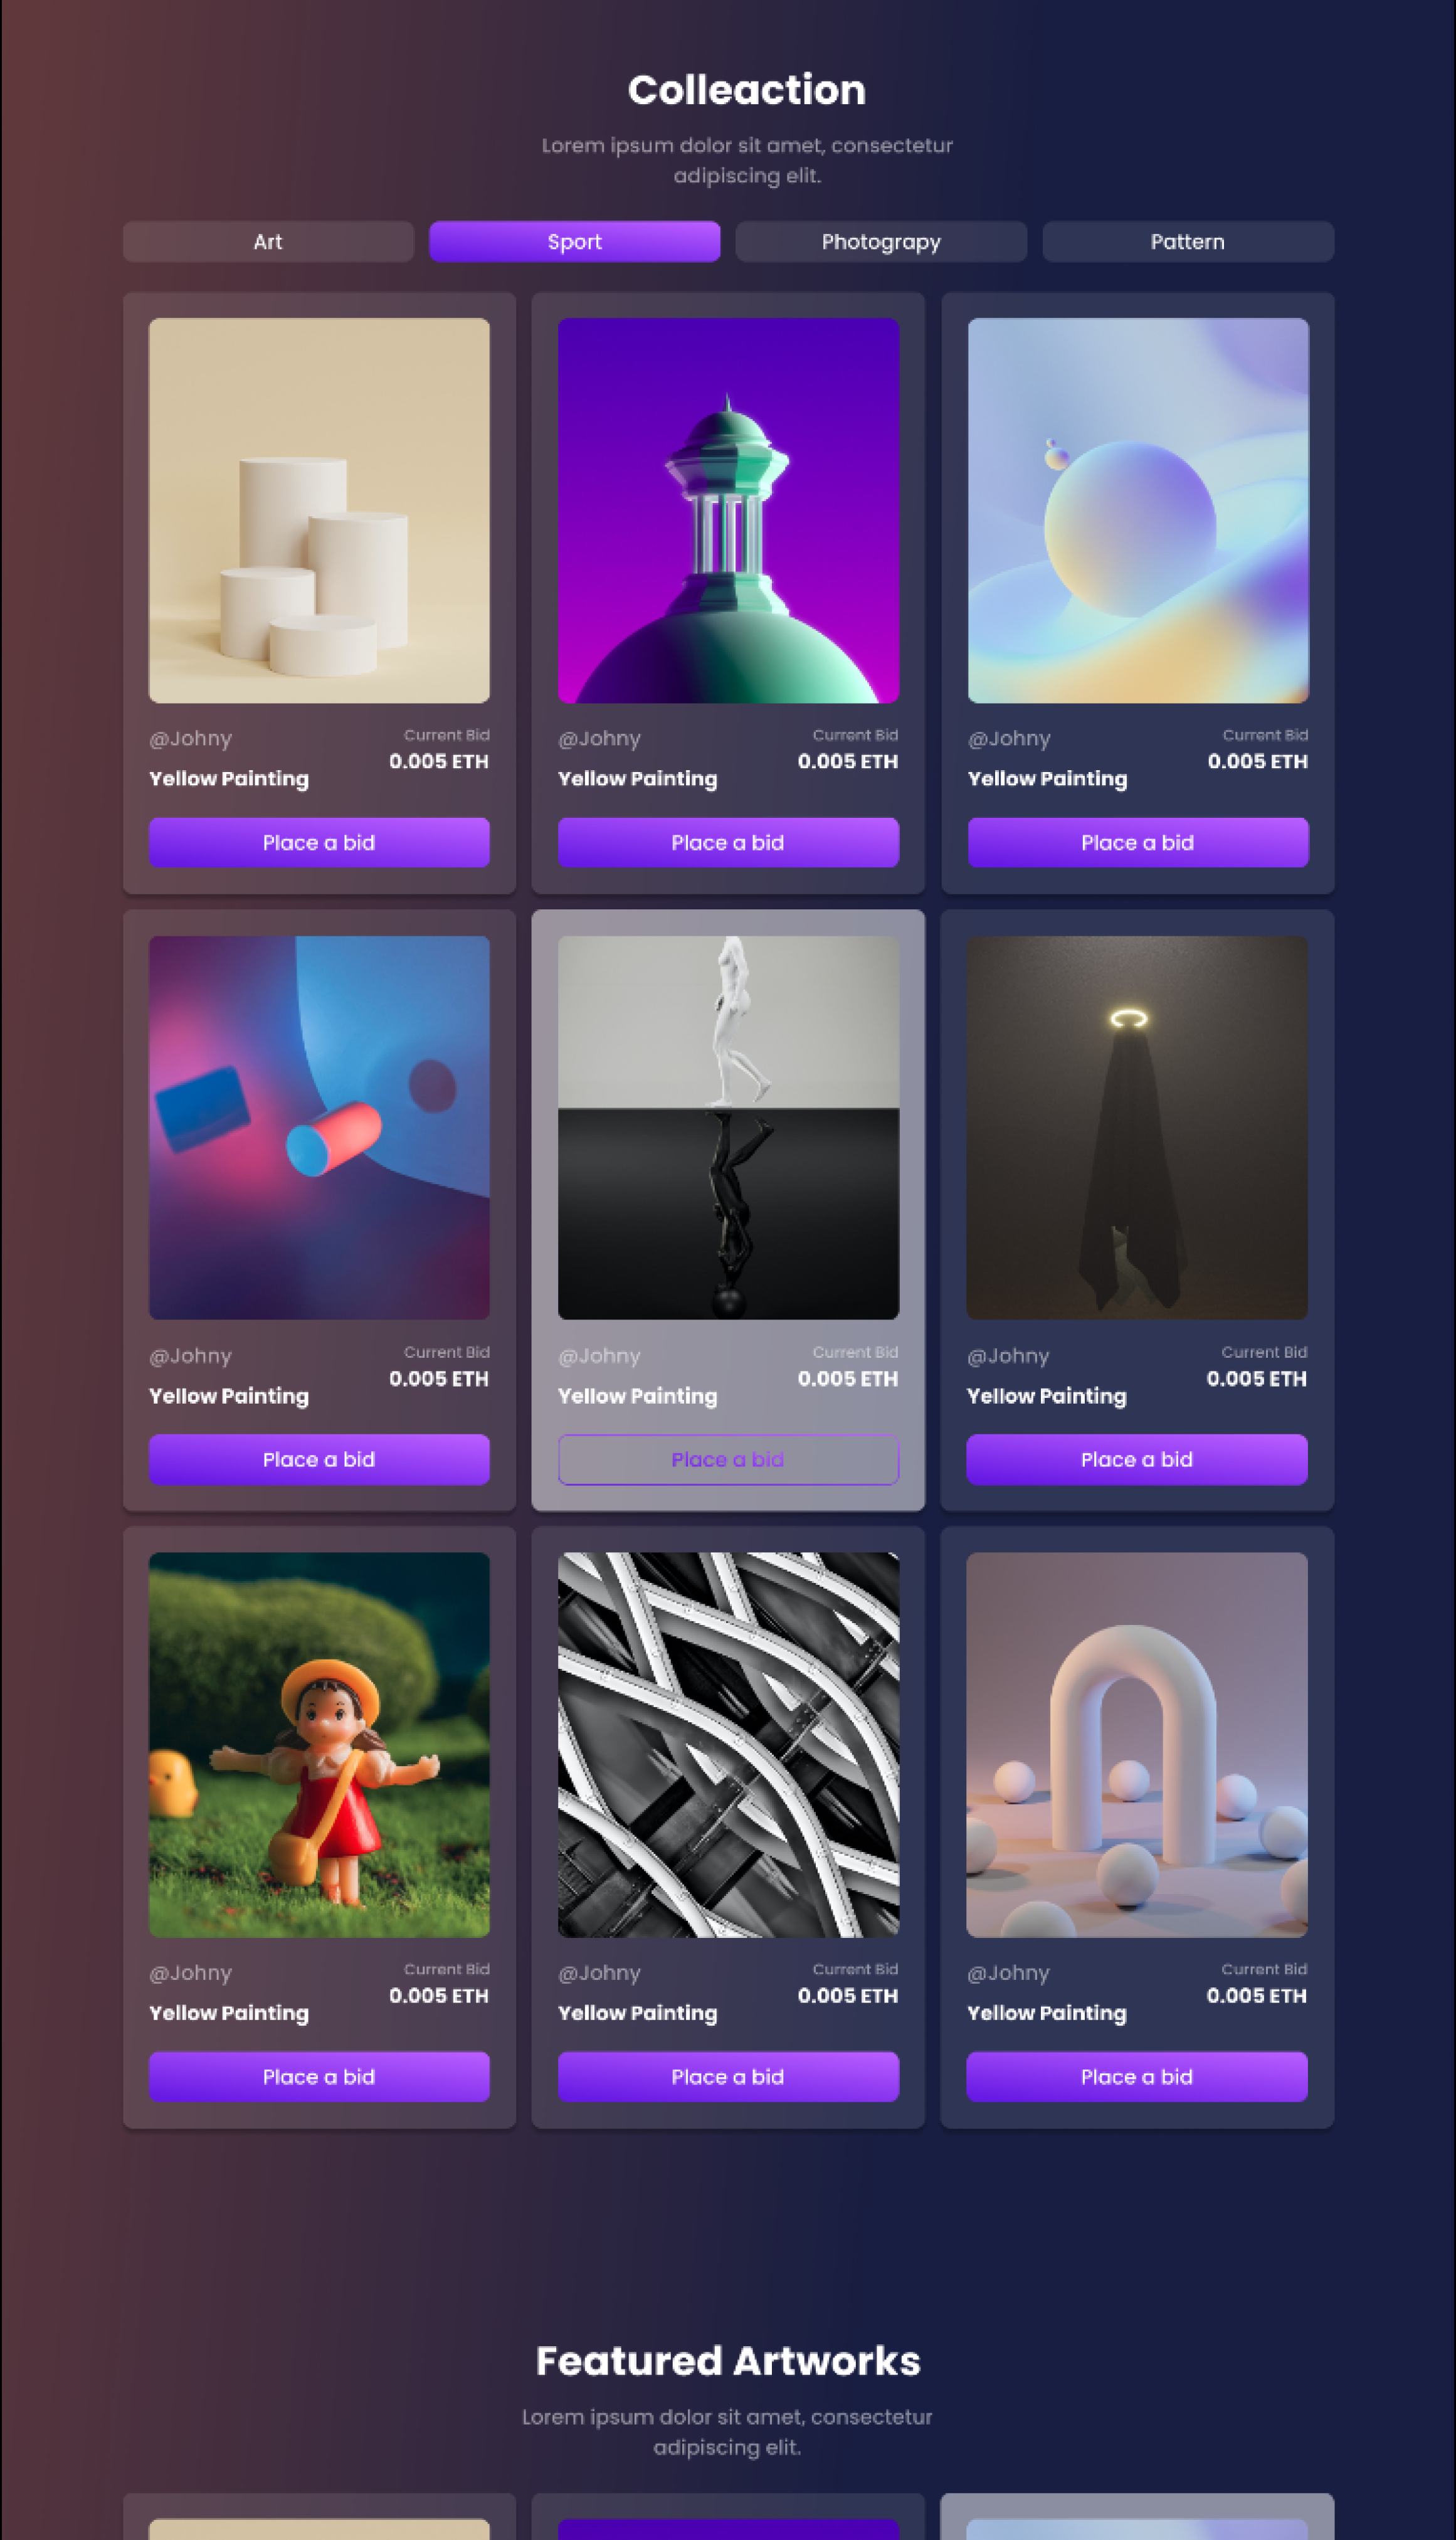 Colleaction
Lorem ipsum dolor sit amet, consectetur
adipiscing elit.
Art
Sport
Photograpy
Pattern
@Johny
Current Bid
0.005 ETH
Yellow Painting
Place a bid
@Johny
Current Bid
0.005 ETH
Yellow Painting
Place a bid
@Johny
Current Bid
0.005 ETH
Yellow Painting
Place a bid
@Johny
Current Bid
0.005 ETH
Yellow Painting
Place a bid
@Johny
Current Bid
0.005 ETH
Yellow Painting
Place a bid
@Johny
Current Bid
0.005 ETH
Yellow Painting
Place a bid
@Johny
Current Bid
0.005 ETH
Yellow Painting
Place a bid
@Johny
Current Bid
0.005 ETH
Yellow Painting
Place a bid
@Johny
Current Bid
0.005 ETH
Yellow Painting
Place a bid
Featured Artworks
Lorem ipsum dolor sit amet, consectetur
adipiscing elit.